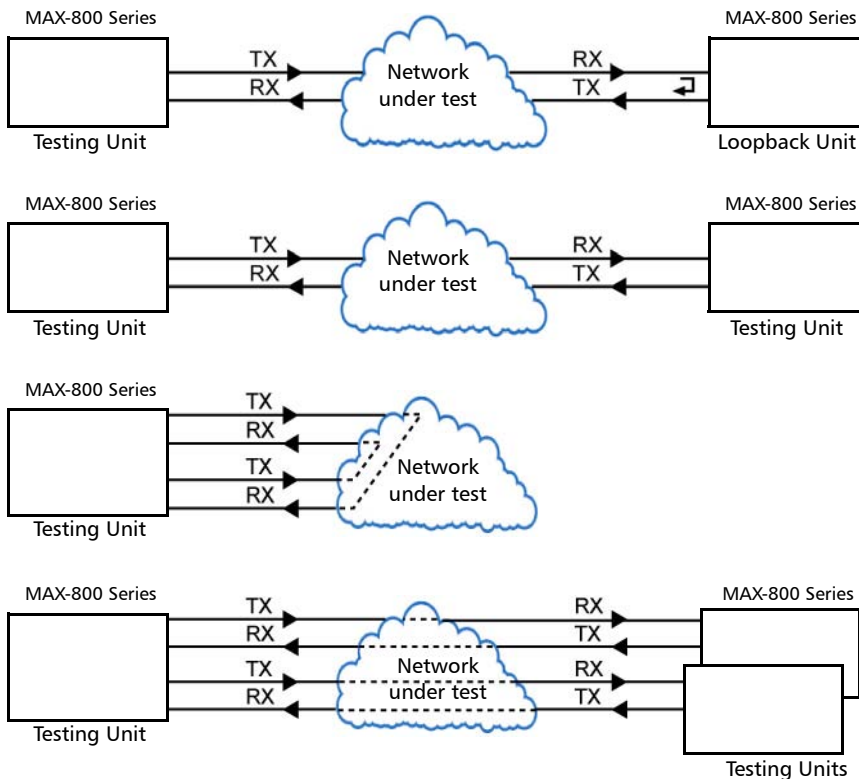 MAX-800 Series
MAX-800 Series
TX
RX
Network
under test
RX
TX
Testing Unit
Loopback Unit
MAX-800 Series
MAX-800 Series
TX
RX
Network
under test
RX
TX
Testing Unit
Testing Unit
MAX-800 Series
TX
RX
TX
RX
Network
under test
Testing Unit
MAX-800 Series
MAX-800 Series
TX
RX
TX
RX
Network
under test
RX
TX
RX
TX
Testing Unit
Testing Units